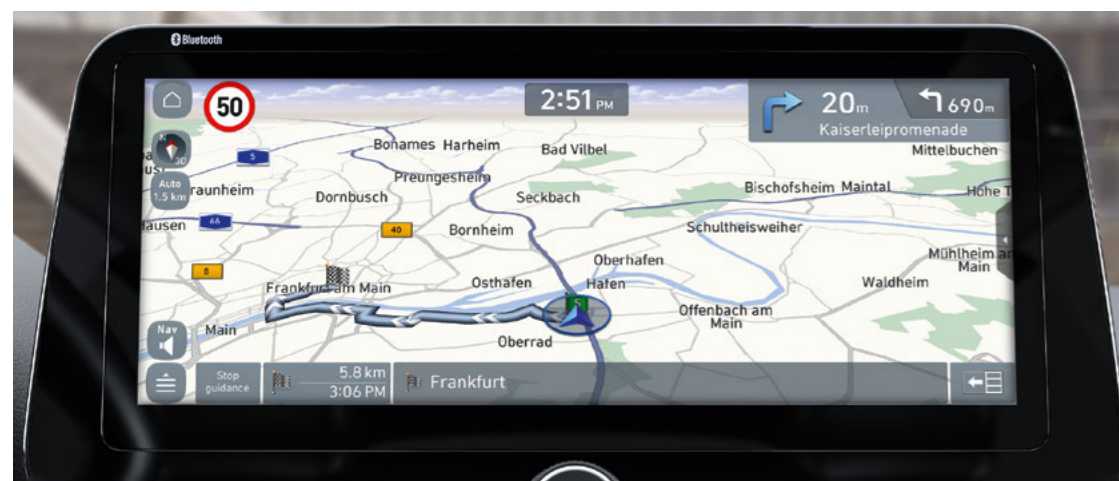 Bluetooth
50
2:51 PM
20m
690m
Kaiserleipromenade
N
3D
5
Bonames Harheim
Bad Vilbel
Mittelbuchen
Auto
1.5 km
raunheim
Preungesheim
Dornbusch
Seckbach
Bischofsheim Maintal
Hohe T
ausen
66
40
Bornheim
Schultheisweiher
Oberhafen
Mühlheim am
Main
8
Frankfurt am Main
Osthafen
Hafen
Waldheim
S
Offenbach am
Main
Nav
Main
Oberrad
Stop
guidance
5.8 km
3:06 PM
Frankfurt